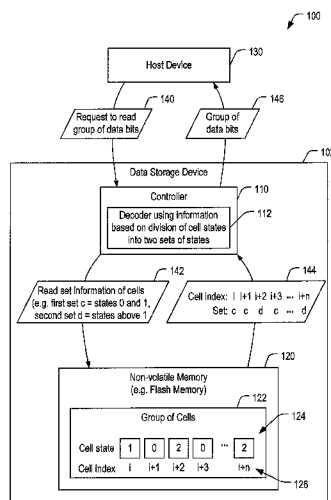 100
Host Device
130
140
146
Request to read
group of data bits
Group of
data bits
102
Data Storage Device
Controller
110
Decoder using information
based on division of cell states
into two sets of states
112
142
144
Read set information of cells
(e.g. first set c = states 0 and 1,
second set d = states above 1)
Cell index: i i+1 i+2 i+3 ... i+n
Set: c c d c ... d
120
Non-volatile Memory
(e.g. Flash Memory)
122
Group of Cells
124
Cell state 1 0 2 0 ... 2
Cell index i i+1 i+2 i+3 i+n
126